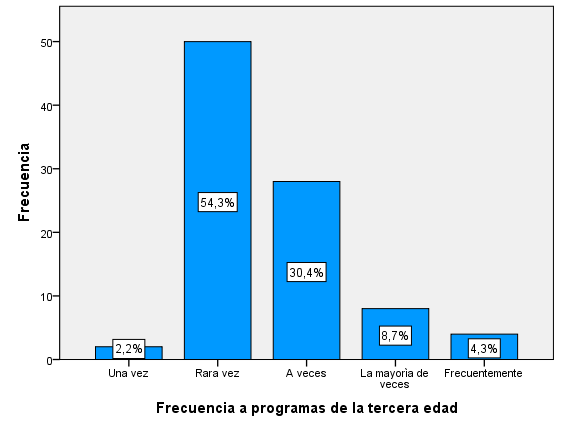 Frecuencia
50
40
30
20
10
0
2,2%
54,3%
30,4%
8,7%
4,3%
Una vez
Rara vez
A veces
La mayoría de
veces
Frecuentemente
Frecuencia a programas de la tercera edad